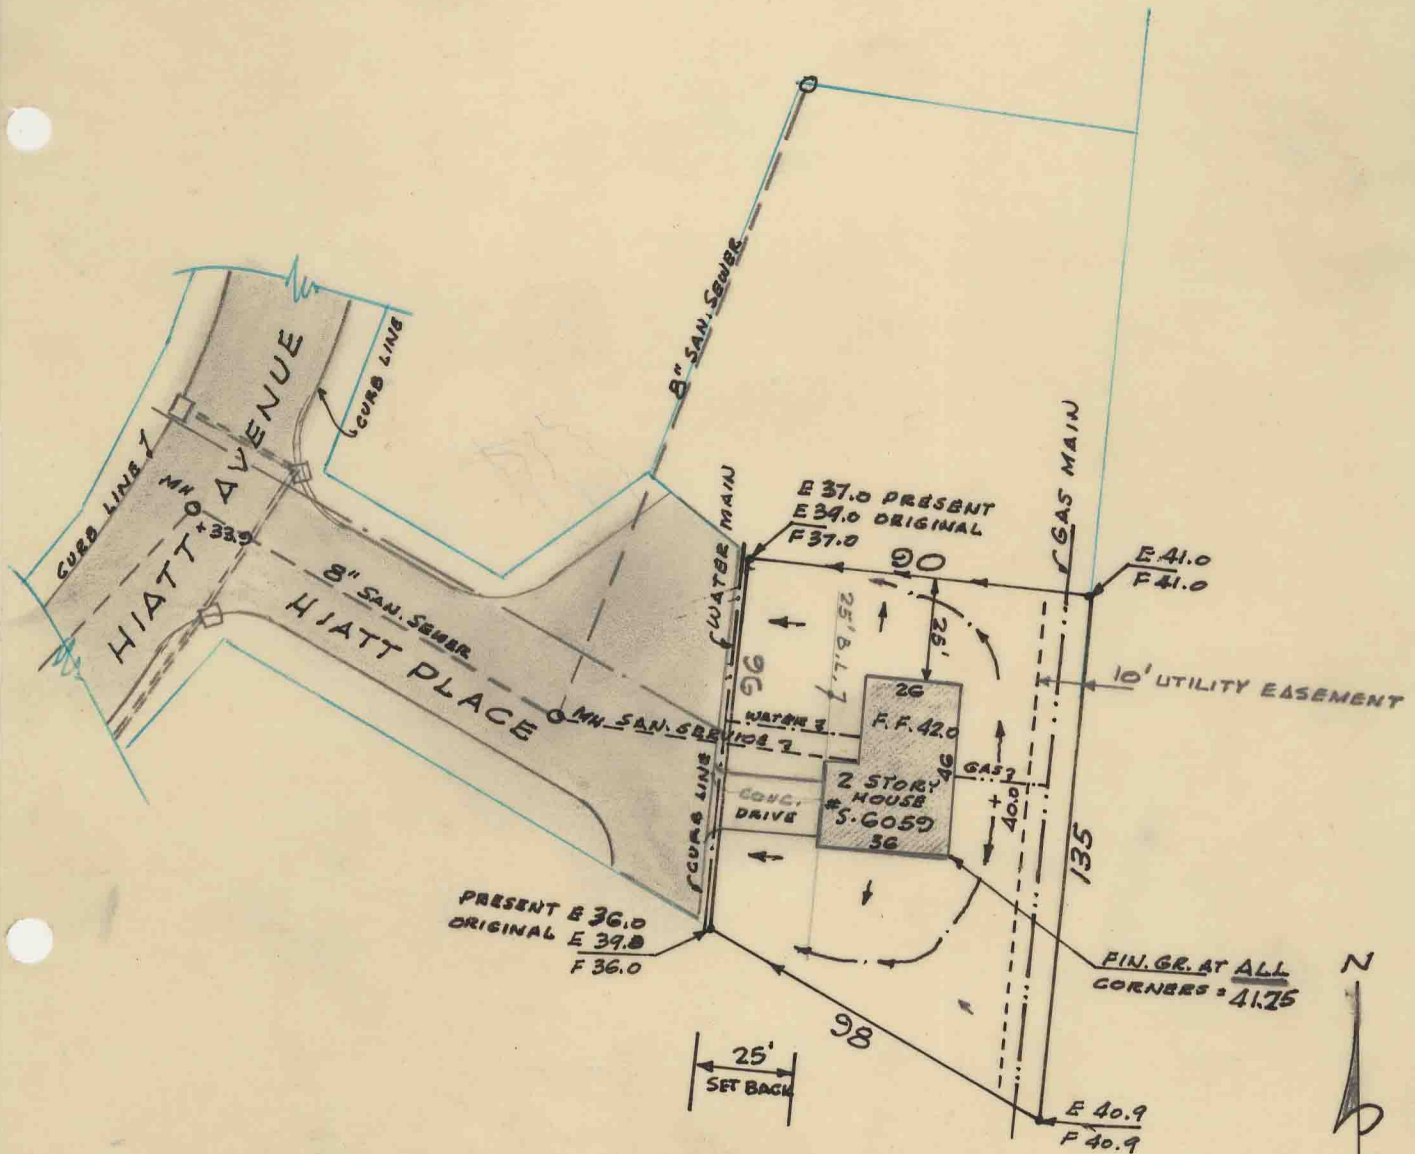 8" SAN. SEWER
HIATT AVENUE
CURB LINE
CURB LINE
MH
+33.9
8" SAN. SEWER
HIATT PLACE
WATER MAIN
GAS MAIN
E 37.0 PRESENT
E 39.0 ORIGINAL
F 37.0
E 41.0
F 41.0
90
25'
25' B.L.
96
10' UTILITY EASEMENT
26
F.F. 42.0
MH SAN. SERVICE
WATER
46
GAS
2 STORY
HOUSE
# S-6059
36
CONC.
DRIVE
+
40.0
135
CURB LINE
PRESENT E 36.0
ORIGINAL E 39.0
F 36.0
FIN. GR. AT ALL
CORNERS = 41.75
N
98
25'
SET BACK
E 40.9
F 40.9